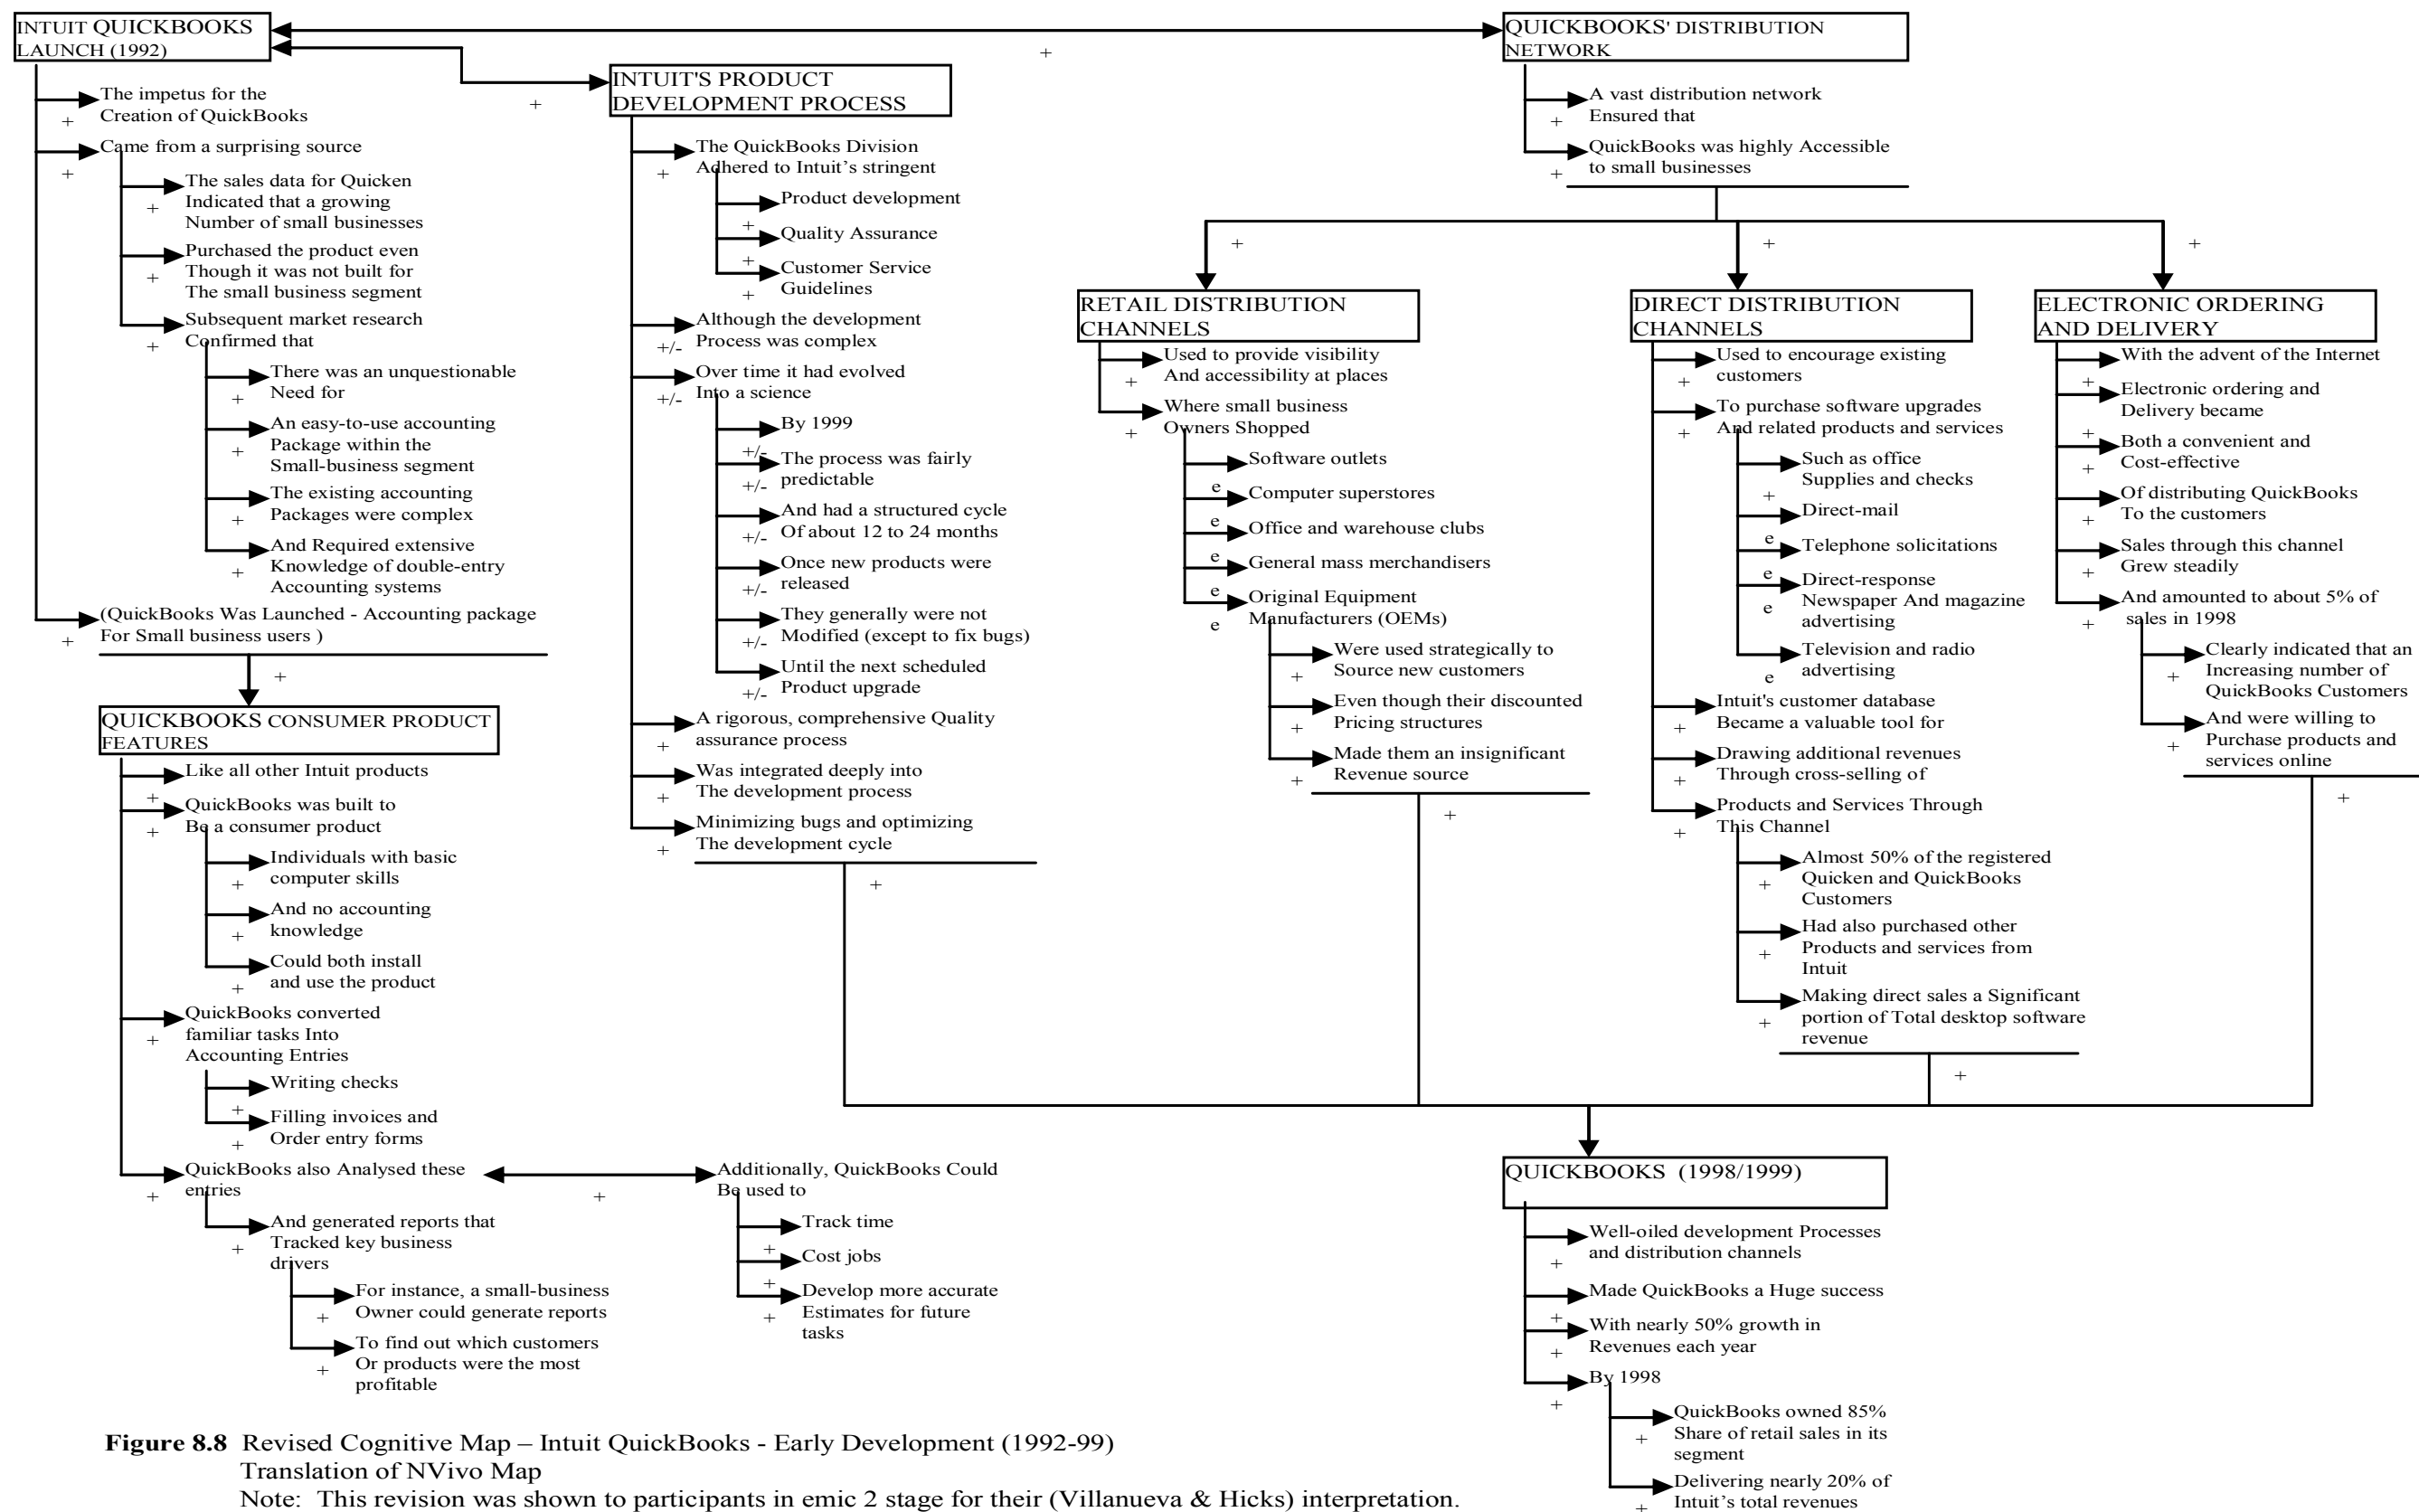 INTUIT QUICKBOOKS
LAUNCH (1992)
+
The impetus for the
Creation of QuickBooks
+
Came from a surprising source
+
The sales data for Quicken
Indicated that a growing
Number of small businesses
+
Purchased the product even
Though it was not built for
The small business segment
+
Subsequent market research
Confirmed that
+
There was an unquestionable
Need for
+
An easy-to-use accounting
Package within the
Small-business segment
+
The existing accounting
Packages were complex
+
And Required extensive
Knowledge of double-entry
Accounting systems
+
(QuickBooks Was Launched - Accounting package
For Small business users )
+
+
QUICKBOOKS CONSUMER PRODUCT
FEATURES
Like all other Intuit products
+
QuickBooks was built to
Be a consumer product
+
Individuals with basic
computer skills
+
And no accounting
knowledge
+
Could both install
and use the product
+
QuickBooks converted
familiar tasks Into
Accounting Entries
+
Writing checks
+
Filling invoices and
Order entry forms
+
QuickBooks also Analysed these
entries
+
And generated reports that
Tracked key business
drivers
+
For instance, a small-business
Owner could generate reports
+
To find out which customers
Or products were the most
profitable
+
+
Additionally, QuickBooks Could
Be used to
Track time
+
Cost jobs
+
Develop more accurate
Estimates for future
tasks
+
+
INTUIT'S PRODUCT
DEVELOPMENT PROCESS
The QuickBooks Division
Adhered to Intuit's stringent
+
Product development
+
Quality Assurance
+
Customer Service
Guidelines
+
Although the development
Process was complex
+/-
Over time it had evolved
Into a science
+/-
By 1999
+/-
The process was fairly
predictable
+/-
And had a structured cycle
Of about 12 to 24 months
+/-
Once new products were
released
+/-
They generally were not
Modified (except to fix bugs)
+/-
Until the next scheduled
Product upgrade
+/-
A rigorous, comprehensive Quality
assurance process
+
Was integrated deeply into
The development process
+
Minimizing bugs and optimizing
The development cycle
+
+
QUICKBOOKS' DISTRIBUTION
NETWORK
A vast distribution network
Ensured that
+
QuickBooks was highly Accessible
to small businesses
+
+
+
+
RETAIL DISTRIBUTION
CHANNELS
Used to provide visibility
And accessibility at places
+
Where small business
Owners Shopped
+
Software outlets
e
Computer superstores
e
Office and warehouse clubs
e
General mass merchandisers
e
Original Equipment
Manufacturers (OEMs)
e
Were used strategically to
Source new customers
+
Even though their discounted
Pricing structures
+
Made them an insignificant
Revenue source
+
+
DIRECT DISTRIBUTION
CHANNELS
Used to encourage existing
customers
+
To purchase software upgrades
And related products and services
+
Such as office
Supplies and checks
+
Direct-mail
e
Telephone solicitations
e
Direct-response
Newspaper And magazine
advertising
e
Television and radio
advertising
e
Intuit's customer database
Became a valuable tool for
+
Drawing additional revenues
Through cross-selling of
+
Products and Services Through
This Channel
+
Almost 50% of the registered
Quicken and QuickBooks
Customers
+
Had also purchased other
Products and services from
Intuit
+
Making direct sales a Significant
portion of Total desktop software
revenue
+
+
ELECTRONIC ORDERING
AND DELIVERY
With the advent of the Internet
+
Electronic ordering and
Delivery became
+
Both a convenient and
Cost-effective
+
Of distributing QuickBooks
To the customers
+
Sales through this channel
Grew steadily
+
And amounted to about 5% of
sales in 1998
+
Clearly indicated that an
Increasing number of
QuickBooks Customers
+
And were willing to
Purchase products and
services online
+
+
QUICKBOOKS (1998/1999)
Well-oiled development Processes
and distribution channels
+
Made QuickBooks a Huge success
+
With nearly 50% growth in
Revenues each year
+
By 1998
+
QuickBooks owned 85%
Share of retail sales in its
segment
+
Delivering nearly 20% of
Intuit's total revenues
+
Figure 8.8 Revised Cognitive Map – Intuit QuickBooks - Early Development (1992-99)
Translation of NVivo Map
Note: This revision was shown to participants in emic 2 stage for their (Villanueva & Hicks) interpretation.